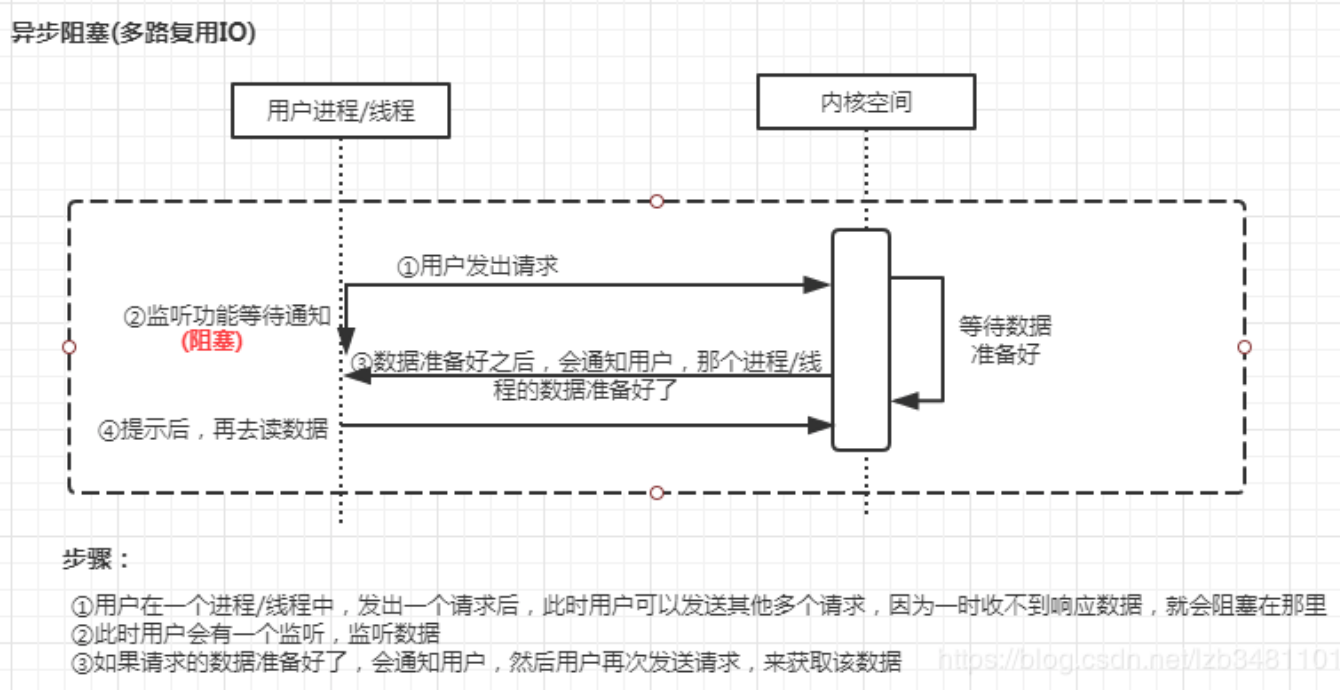 异步阻塞(多路复用IO)
用户进程/线程
内核空间
①用户发出请求
②监听功能等待通知
(阻塞)
等待数据
准备好
③数据准备好之后，会通知用户，那个进程/线
程的数据准备好了
④提示后，再去读数据
步骤：
①用户在一个进程/线程中，发出一个请求后，此时用户可以发送其他多个请求，因为一时收不到响应数据，就会阻塞在那里
②此时用户会有一个监听，监听数据
③如果请求的数据准备好了，会通知用户，然后用户再次发送请求，来获取该数据
https://blog.csdn.net/lzb3481101